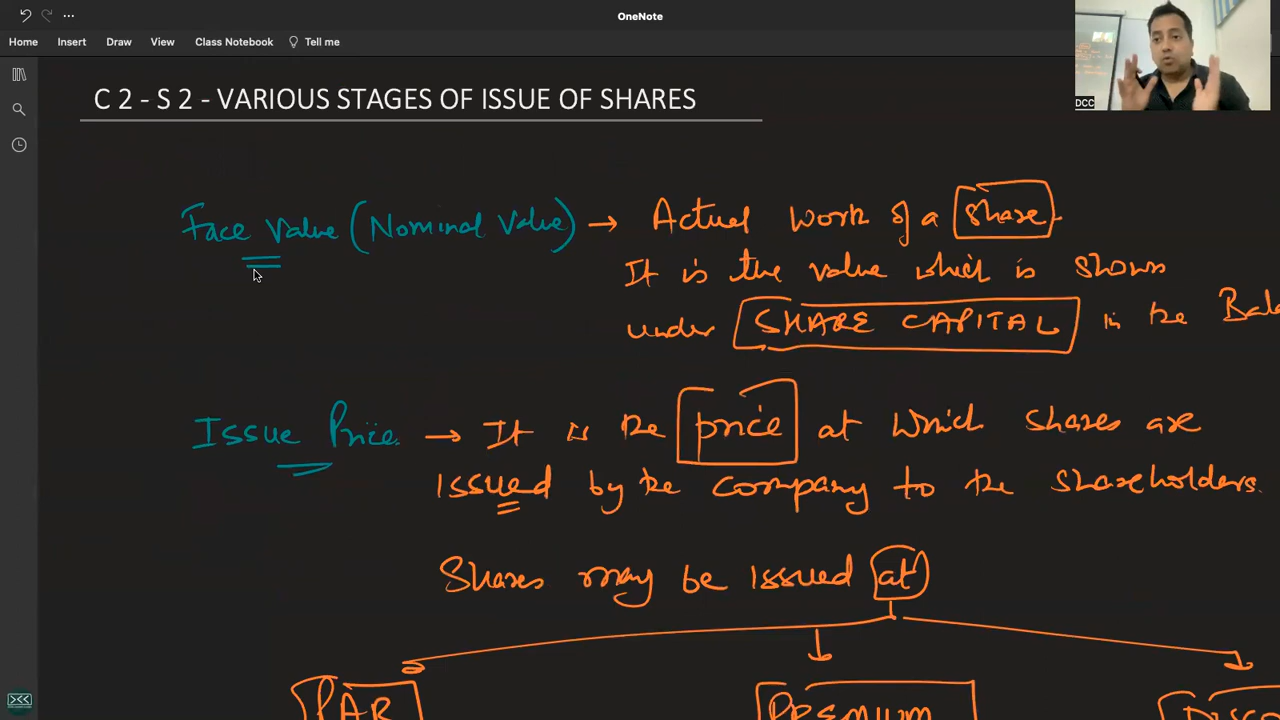 OneNote
Home Insert Draw View Class Notebook Tell me
DCC
C 2 - S 2 - VARIOUS STAGES OF ISSUE OF SHARES
Face Value (Nominal Value) → Actual Work of a Share.
It is the value which is shown
under SHARE CAPITAL in the Bala
Issue Price → It is the price at which shares are
issued by the company to the shareholders.
Shares may be issued at
PAR PREMIUM DISCO